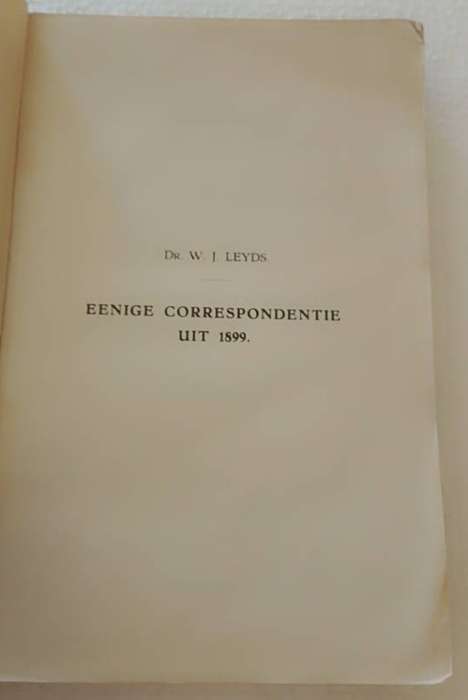 Dr. W. J. LEYDS
EENIGE CORRESPONDENTIE
UIT 1899.